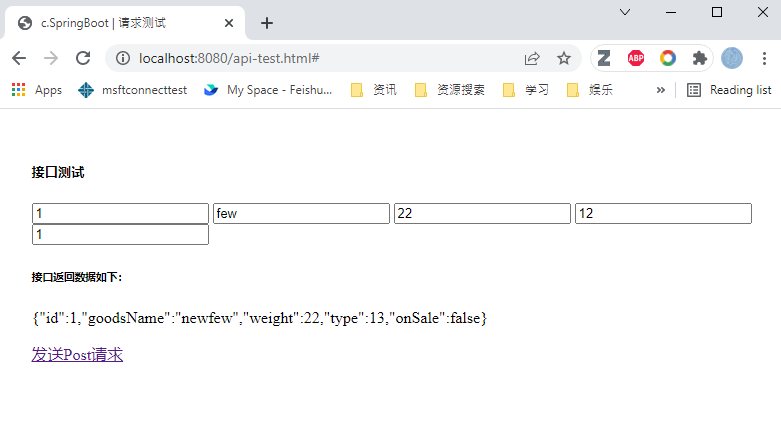 c.SpringBoot | 请求测试
localhost:8080/api-test.html#
ABP
Apps msftconnecttest My Space - Feishu... 资讯 资源搜索 学习 娱乐 » Reading list
接口测试
1 few 22 12
1
接口返回数据如下：
{"id":1,"goodsName":"newfew","weight":22,"type":13,"onSale":false}
发送Post请求